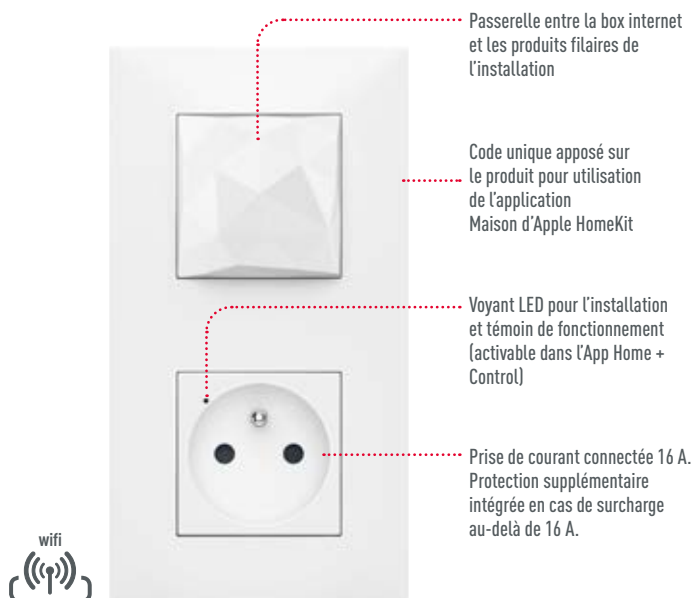 Passerelle entre la box internet
et les produits filaires de
l'installation
Code unique apposé sur
le produit pour utilisation
de l'application
Maison d'Apple HomeKit
Voyant LED pour l'installation
et témoin de fonctionnement
(activable dans l'App Home +
Control)
Prise de courant connectée 16 A.
Protection supplémentaire
intégrée en cas de surcharge
au-delà de 16 A.
wifi